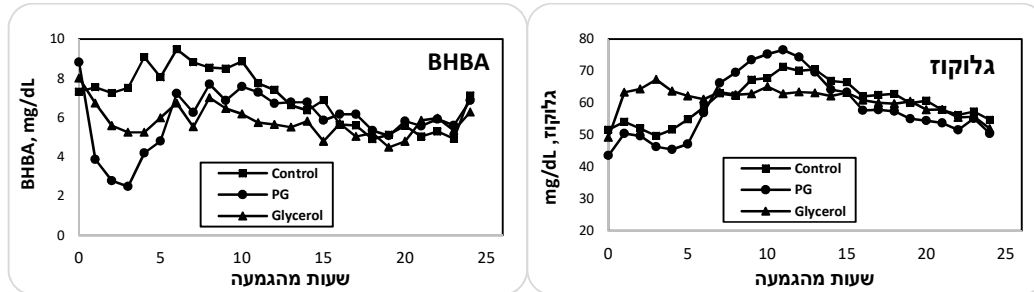 BHBA
BHBA, mg/dL
10
8
6
4
2
0
Control
PG
Glycerol
0 5 10 15 20 25
שעות מהגמעה
גלוקוז
גלוקוז, mg/dL
80
70
60
50
40
30
20
Control
PG
Glycerol
0 5 10 15 20 25
שעות מהגמעה